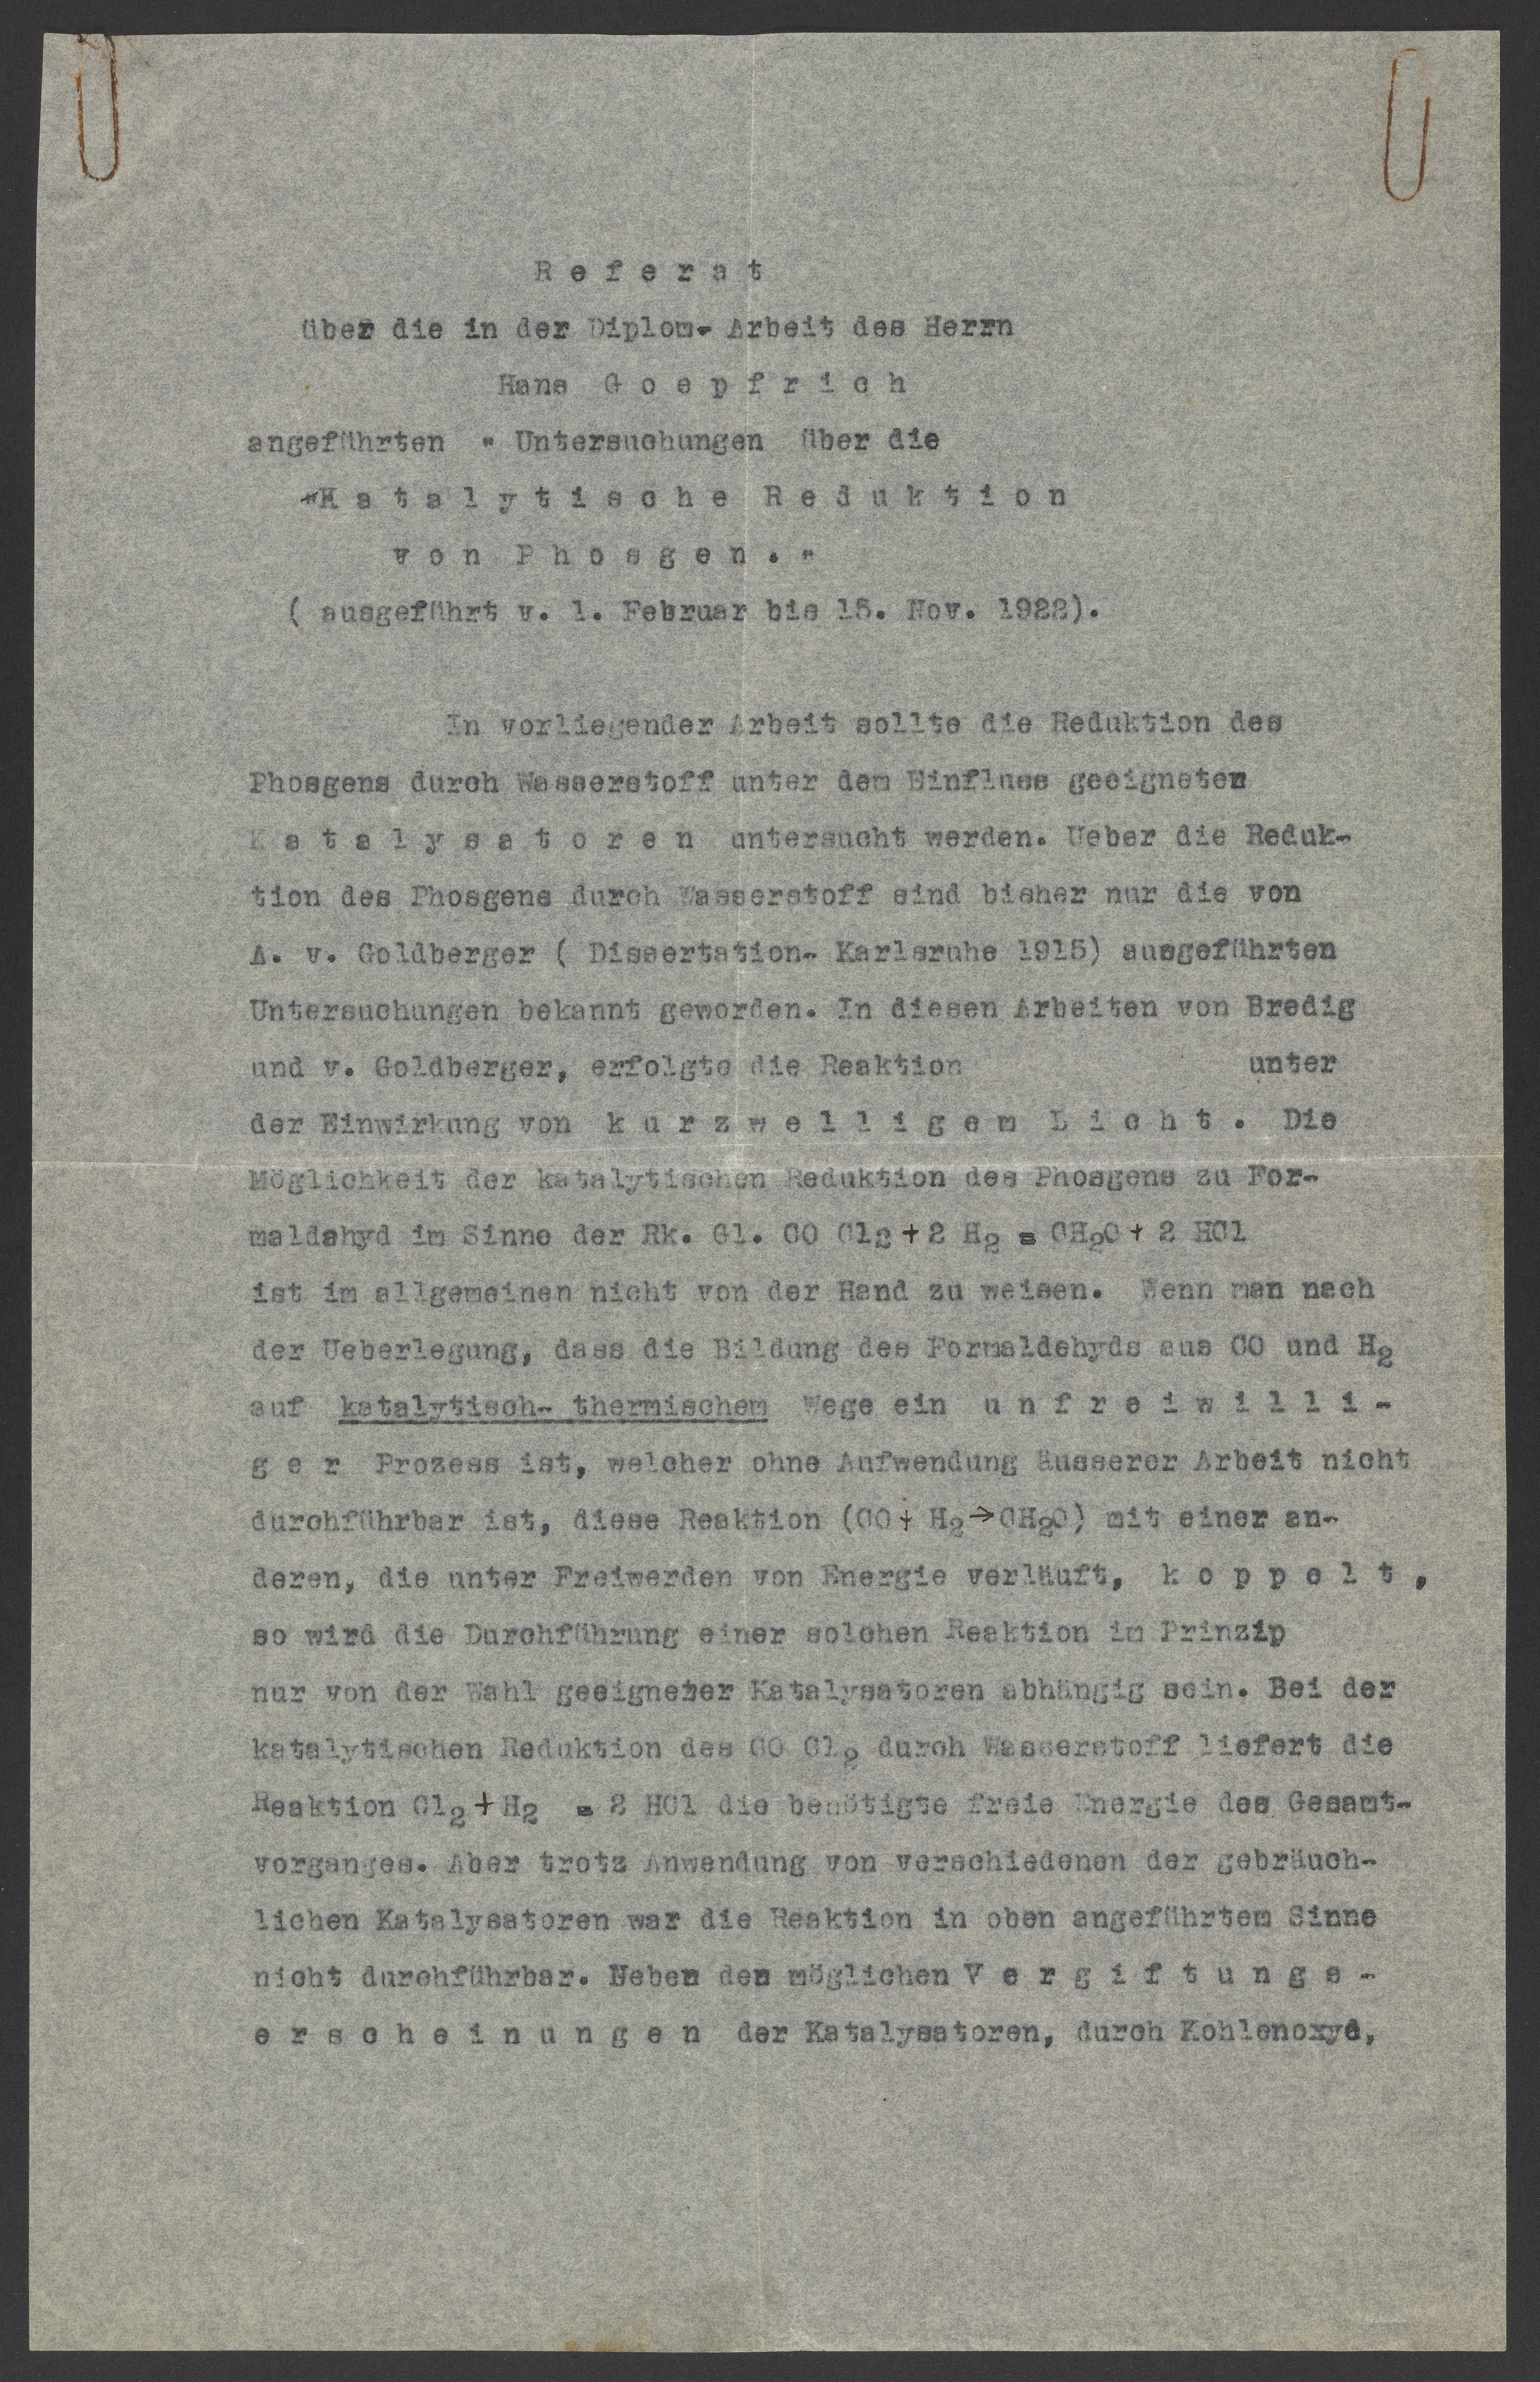 R e f e r a t
über die in der Diplom- Arbeit des Herrn
Hans G o e p f r i c h
angeführten " Untersuchungen über die
"K a t a l y t i s c h e R e d u k t i o n
v o n P h o s g e n . "
( ausgeführt v. 1. Februar bis 15. Nov. 1922).
In vorliegender Arbeit sollte die Reduktion des
Phosgens durch Wasserstoff unter dem Einfluss geeigneten
K a t a l y s a t o r e n untersucht werden. Ueber die Reduk-
tion des Phosgens durch Wasserstoff sind bisher nur die von
A. v. Goldberger ( Dissertation- Karlsruhe 1915) ausgeführten
Untersuchungen bekannt geworden. In diesen Arbeiten von Bredig
und v. Goldberger, erfolgte die Reaktion unter
der Einwirkung von k u r z w e l l i g e m L i c h t . Die
Möglichkeit der katalytischen Reduktion des Phosgens zu For-
maldehyd im Sinne der Rk. Gl. CO Cl₂ + 2 H₂ = CH₂O + 2 HCl
ist im allgemeinen nicht von der Hand zu weisen. Wenn man nach
der Ueberlegung, dass die Bildung des Formaldehyds aus CO und H₂
auf katalytisch- thermischem Wege ein u n f r e i w i l l i -
g e r Prozess ist, welcher ohne Aufwendung äusserer Arbeit nicht
durchführbar ist, diese Reaktion (CO + H₂ → CH₂O) mit einer an-
deren, die unter Freiwerden von Energie verläuft, k o p p e l t ,
so wird die Durchführung einer solchen Reaktion im Prinzip
nur von der Wahl geeigneter Katalysatoren abhängig sein. Bei der
katalytischen Reduktion des CO Cl₂ durch Wasserstoff liefert die
Reaktion Cl₂ + H₂ = 2 HCl die benötigte freie Energie des Gesamt-
vorganges. Aber trotz Anwendung von verschiedenen der gebräuch-
lichen Katalysatoren war die Reaktion in oben angeführtem Sinne
nicht durchführbar. Neben den möglichen V e r g i f t u n g s -
e r s c h e i n u n g e n der Katalysatoren, durch Kohlenoxyd,